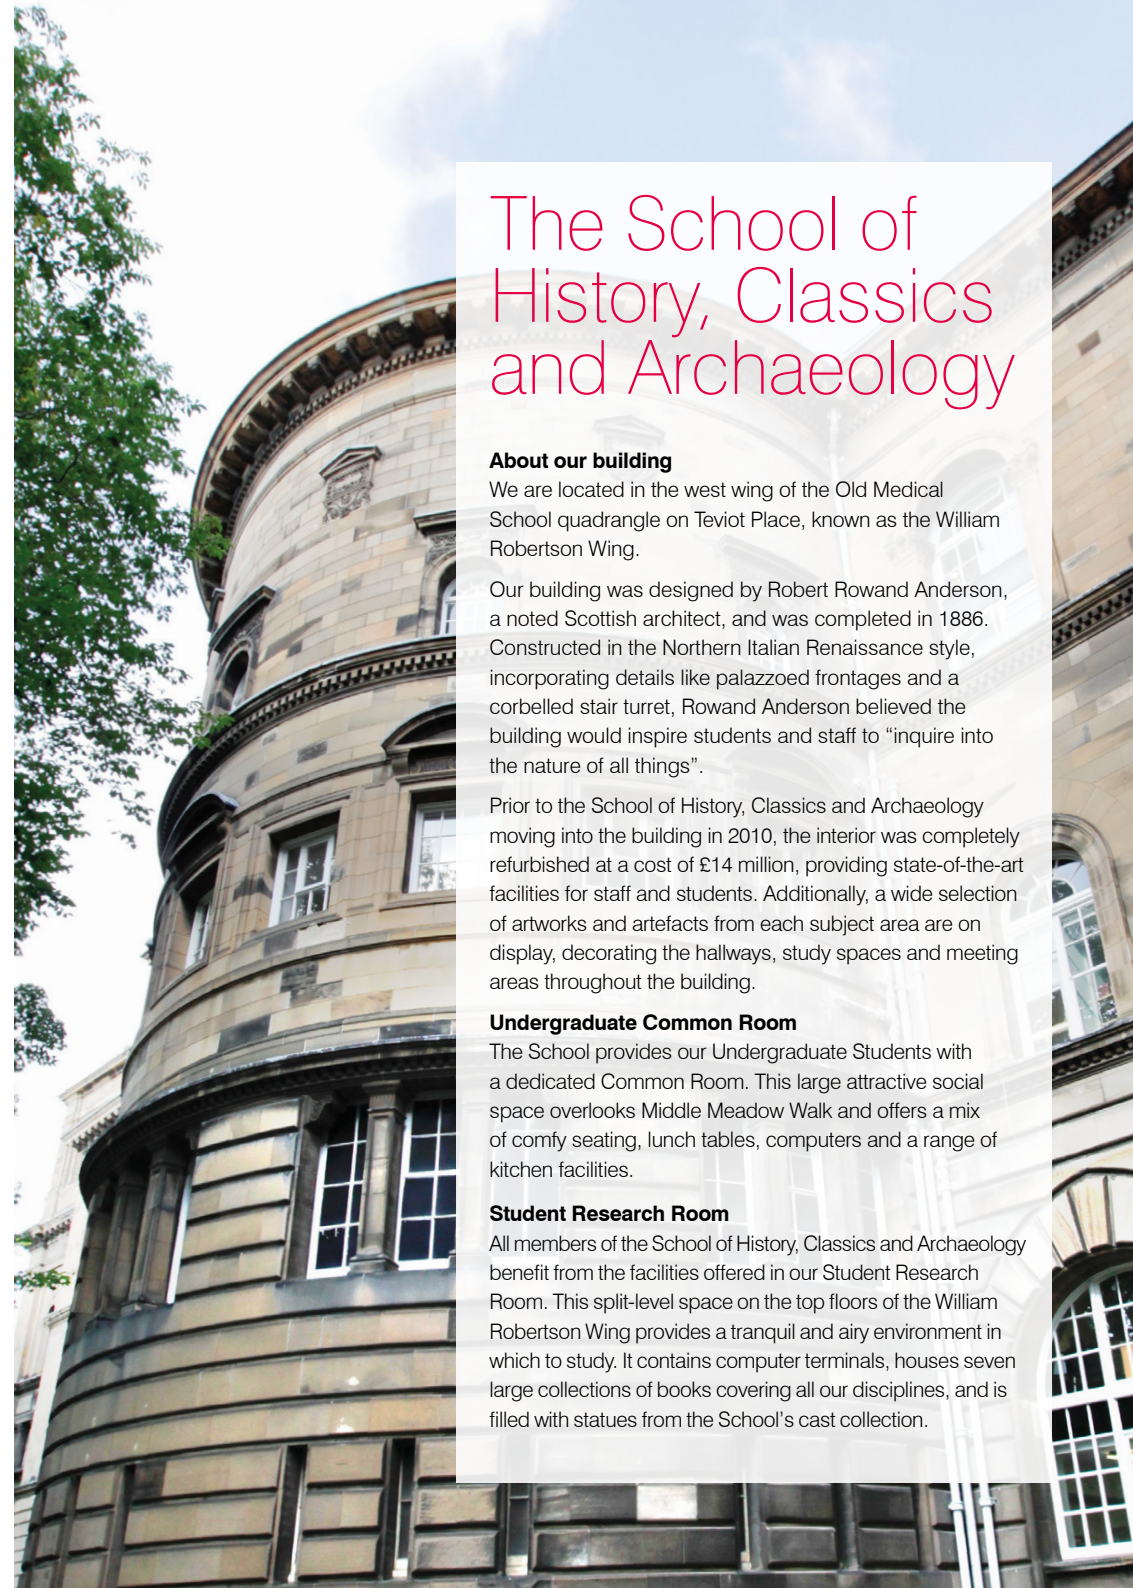 The School of
History, Classics
and Archaeology
About our building
We are located in the west wing of the Old Medical
School quadrangle on Teviot Place, known as the William
Robertson Wing.
Our building was designed by Robert Rowand Anderson,
a noted Scottish architect, and was completed in 1886.
Constructed in the Northern Italian Renaissance style,
incorporating details like palazzoed frontages and a
corbelled stair turret, Rowand Anderson believed the
building would inspire students and staff to “inquire into
the nature of all things”.
Prior to the School of History, Classics and Archaeology
moving into the building in 2010, the interior was completely
refurbished at a cost of £14 million, providing state-of-the-art
facilities for staff and students. Additionally, a wide selection
of artworks and artefacts from each subject area are on
display, decorating the hallways, study spaces and meeting
areas throughout the building.
Undergraduate Common Room
The School provides our Undergraduate Students with
a dedicated Common Room. This large attractive social
space overlooks Middle Meadow Walk and offers a mix
of comfy seating, lunch tables, computers and a range of
kitchen facilities.
Student Research Room
All members of the School of History, Classics and Archaeology
benefit from the facilities offered in our Student Research
Room. This split-level space on the top floors of the William
Robertson Wing provides a tranquil and airy environment in
which to study. It contains computer terminals, houses seven
large collections of books covering all our disciplines, and is
filled with statues from the School's cast collection.